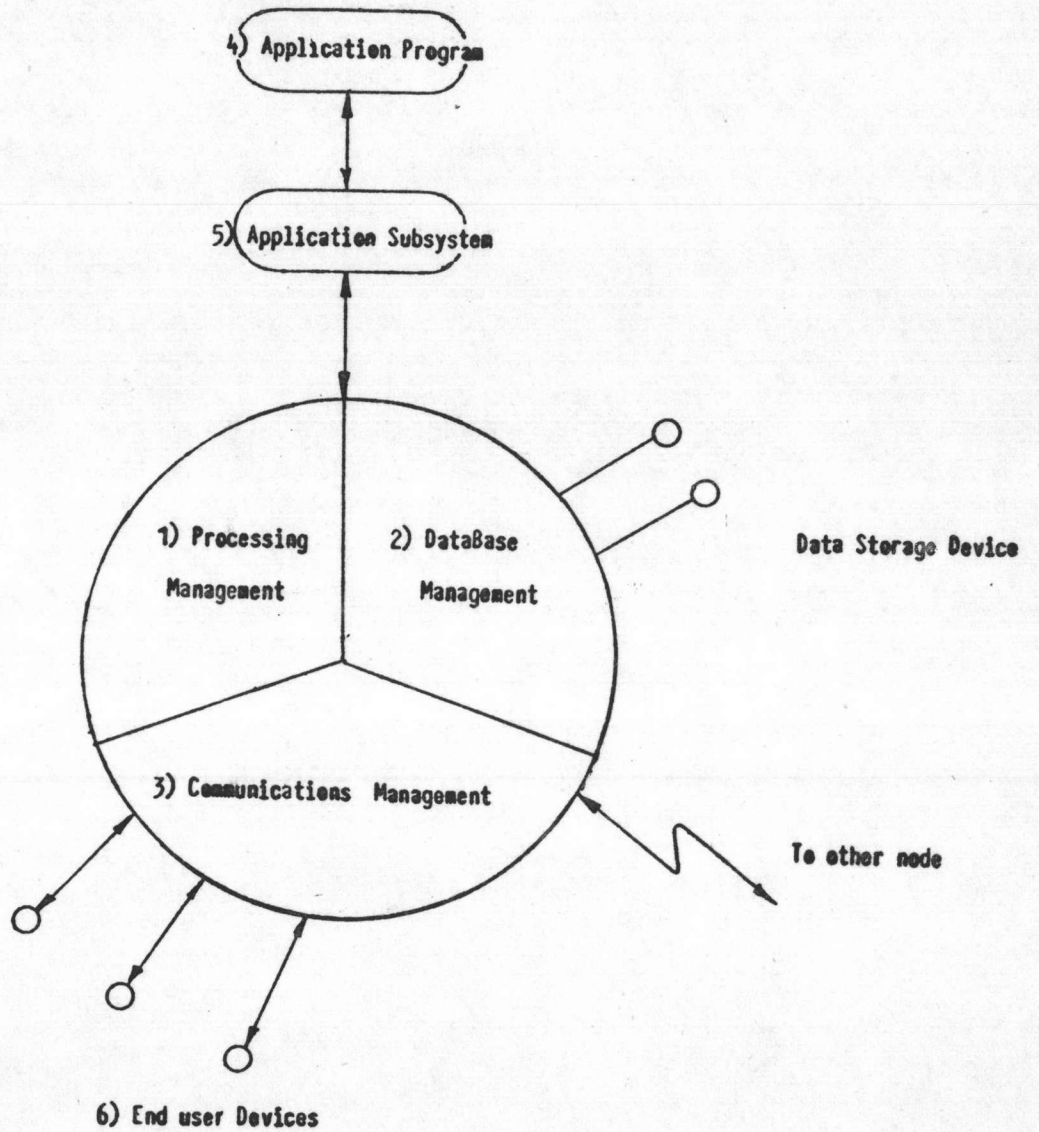 4) Application Program
5) Application Subsystem
1) Processing
Management
2) DataBase
Management
Data Storage Device
3) Communications Management
To other node
6) End user Devices